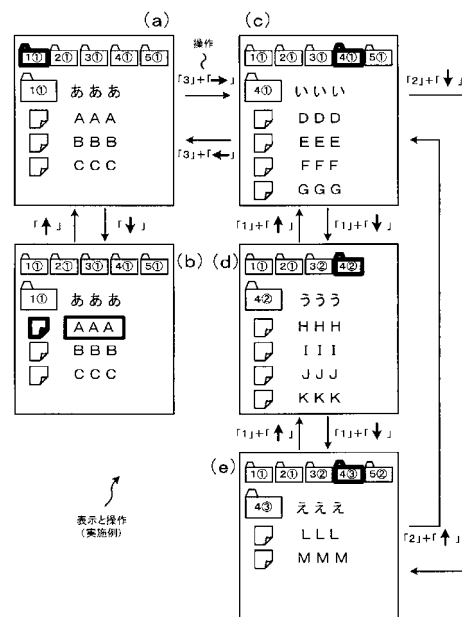 (a)
1① 2① 3① 4① 5①
1① あああ
AAA
BBB
CCC
操作
「3」+「→」
「3」+「←」
(c)
1① 2① 3① 4① 5①
4① いいい
DDD
EEE
FFF
GGG
「2」+「↓」
「↑」 「↓」
「1」+「↑」 「1」+「↓」
(b)
1① 2① 3① 4① 5①
1① あああ
AAA
BBB
CCC
(d)
1① 2① 3② 4②
4② ううう
HHH
III
JJJ
KKK
「1」+「↑」 「1」+「↓」
(e)
1① 2① 3② 4③ 5②
4③ えええ
LLL
MMM
「2」+「↑」
表示と操作
(実施例)